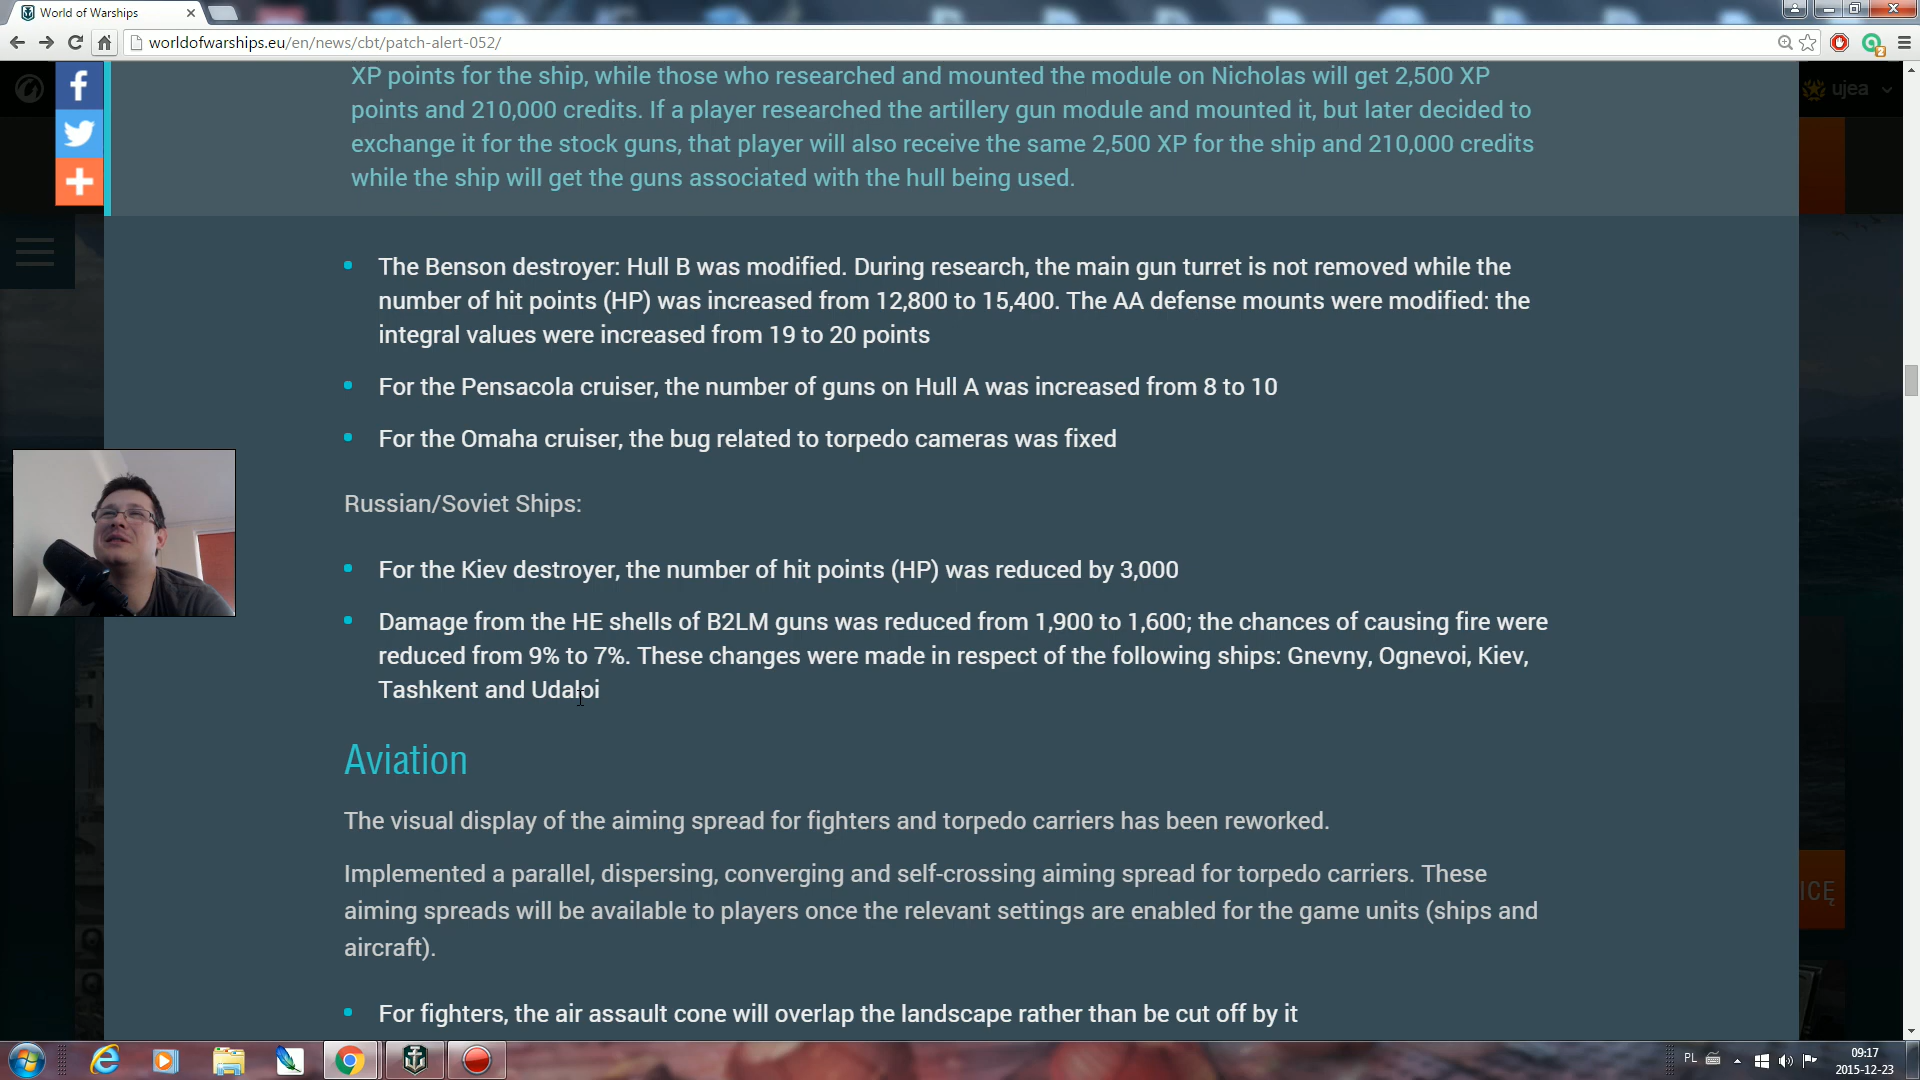 World of Warships
worldofwarships.eu/en/news/cbt/patch-alert-052/
XP points for the ship, while those who researched and mounted the module on Nicholas will get 2,500 XP
points and 210,000 credits. If a player researched the artillery gun module and mounted it, but later decided to
exchange it for the stock guns, that player will also receive the same 2,500 XP for the ship and 210,000 credits
while the ship will get the guns associated with the hull being used.
ujea
The Benson destroyer: Hull B was modified. During research, the main gun turret is not removed while the
number of hit points (HP) was increased from 12,800 to 15,400. The AA defense mounts were modified: the
integral values were increased from 19 to 20 points
For the Pensacola cruiser, the number of guns on Hull A was increased from 8 to 10
For the Omaha cruiser, the bug related to torpedo cameras was fixed
Russian/Soviet Ships:
For the Kiev destroyer, the number of hit points (HP) was reduced by 3,000
Damage from the HE shells of B2LM guns was reduced from 1,900 to 1,600; the chances of causing fire were
reduced from 9% to 7%. These changes were made in respect of the following ships: Gnevny, Ognevoi, Kiev,
Tashkent and Udaloi
Aviation
The visual display of the aiming spread for fighters and torpedo carriers has been reworked.
Implemented a parallel, dispersing, converging and self-crossing aiming spread for torpedo carriers. These
aiming spreads will be available to players once the relevant settings are enabled for the game units (ships and
aircraft).
ICĘ
For fighters, the air assault cone will overlap the landscape rather than be cut off by it
PL
09:17
2015-12-23